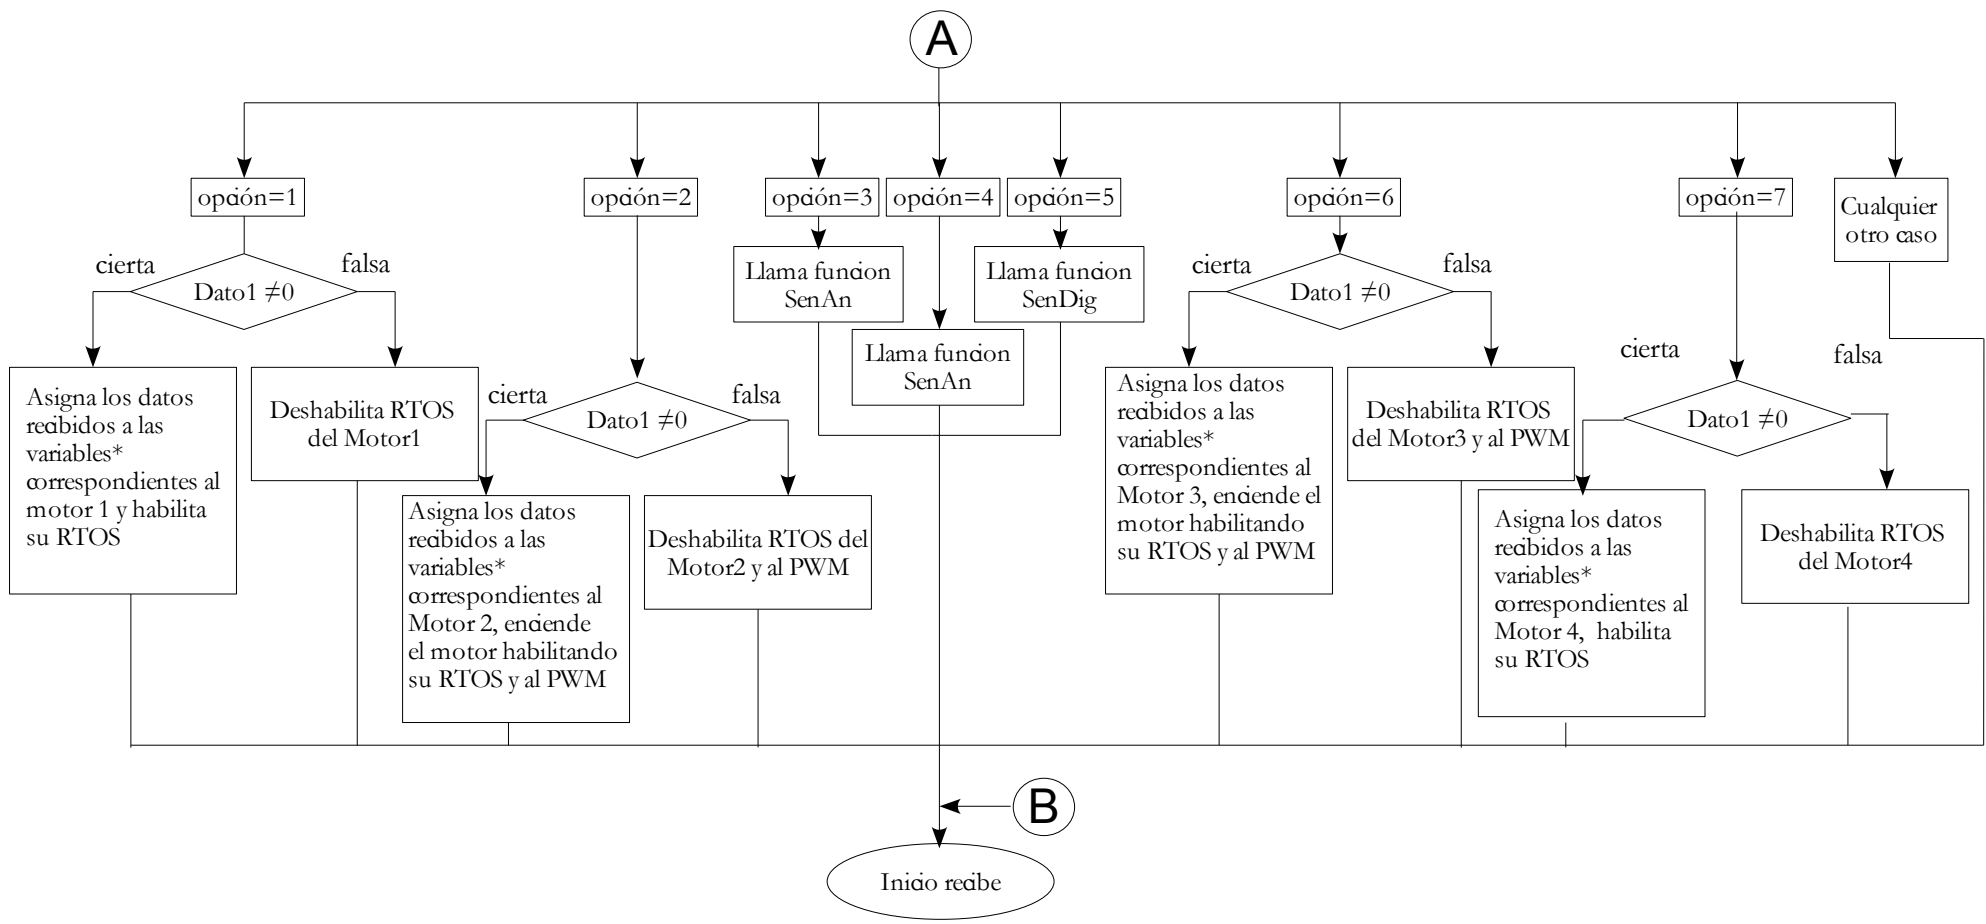 A
opción=1
opción=2
opción=3
opción=4
opción=5
opción=6
opción=7
Cualquier
otro caso
cierta
falsa
Dato1 ≠0
Asigna los datos
recibidos a las
variables*
correspondientes al
motor 1 y habilita
su RTOS
Deshabilita RTOS
del Motor1
cierta
falsa
Dato1 ≠0
Asigna los datos
recibidos a las
variables*
correspondientes al
Motor 2, enciende
el motor habilitando
su RTOS y al PWM
Deshabilita RTOS del
Motor2 y al PWM
Llama funcion
SenAn
Llama funcion
SenAn
Llama funcion
SenDig
cierta
falsa
Dato1 ≠0
Asigna los datos
recibidos a las
variables*
correspondientes al
Motor 3, enciende el
motor habilitando
su RTOS y al PWM
Deshabilita RTOS
del Motor3 y al PWM
cierta
falsa
Dato1 ≠0
Asigna los datos
recibidos a las
variables*
correspondientes al
Motor 4, habilita
su RTOS
Deshabilita RTOS
del Motor4
B
Inicio recibe